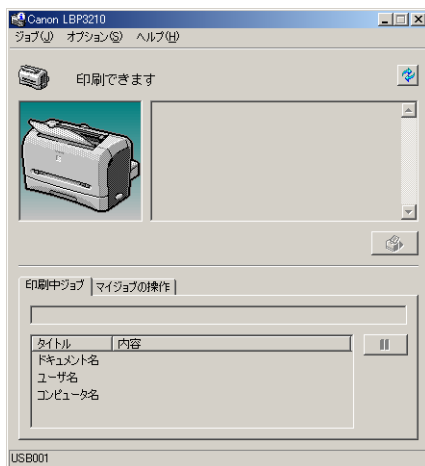 Canon LBP3210
ジョブ(J) オプション(S) ヘルプ(H)
印刷できます
印刷中ジョブ マイジョブの操作
タイトル 内容
ドキュメント名
ユーザ名
コンピュータ名
USB001